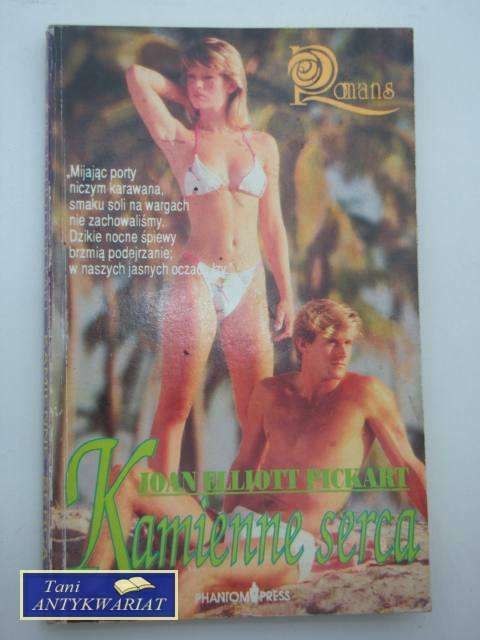 Romans
„Mijając porty
niczym karawana,
smaku soli na wargach
nie zachowaliśmy.
Dzikie nocne śpiewy
brzmią podejrzanie;
w naszych jasnych oczach łzy.
JOAN ELLIOTT PICKART
Kamienne serca
PHANTOM PRESS
Tani
ANTYKWARIAT